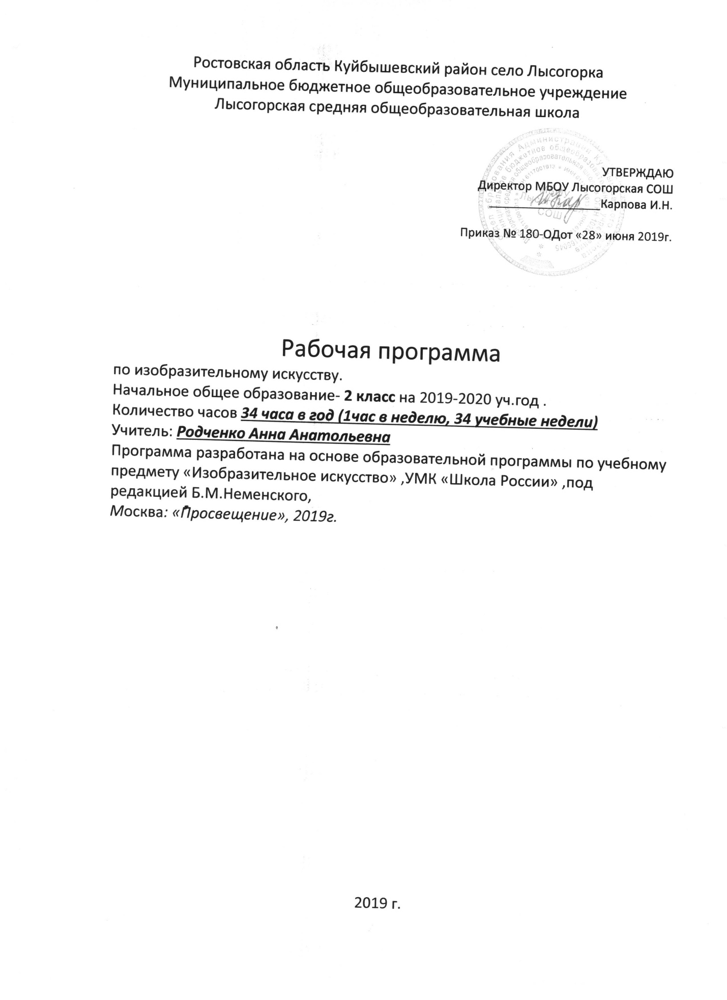 Ростовская область Куйбышевский район село Лысогорка
Муниципальное бюджетное общеобразовательное учреждение
Лысогорская средняя общеобразовательная школа
УТВЕРЖДАЮ
Директор МБОУ Лысогорская СОШ
__________________Карпова И.Н.
Приказ № 180-ОДот «28» июня 2019г.
Рабочая программа
по изобразительному искусству.
Начальное общее образование- 2 класс на 2019-2020 уч.год .
Количество часов 34 часа в год (1час в неделю, 34 учебные недели)
Учитель: Родченко Анна Анатольевна
Программа разработана на основе образовательной программы по учебному
предмету «Изобразительное искусство» ,УМК «Школа России» ,под
редакцией Б.М.Неменского,
Москва: «Просвещение», 2019г.
2019 г.